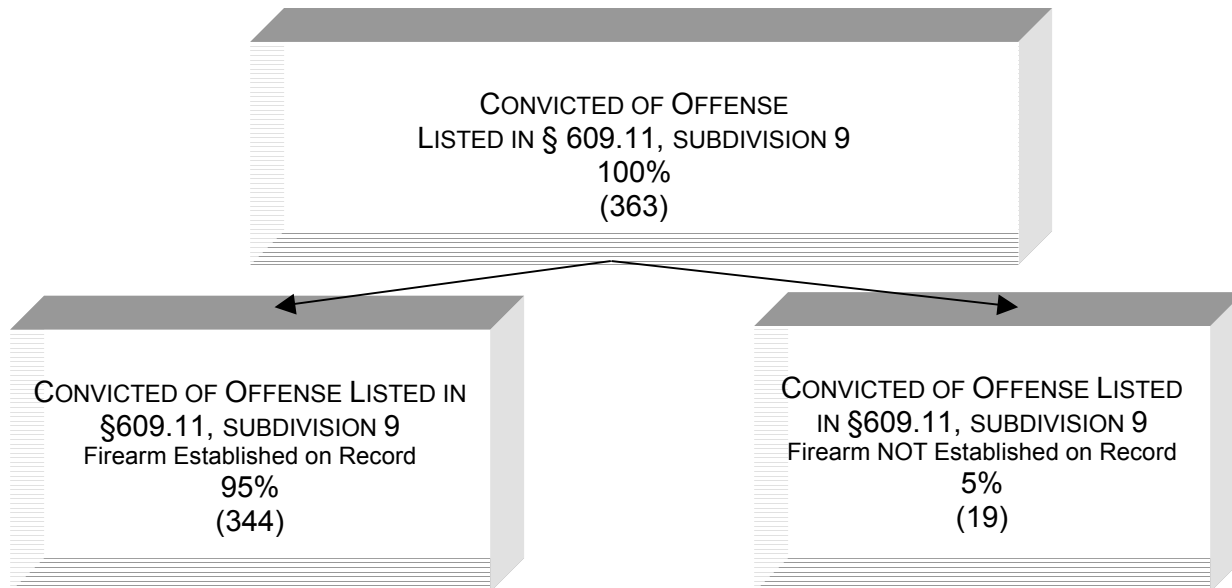 CONVICTED OF OFFENSE
LISTED IN § 609.11, SUBDIVISION 9
100%
(363)
CONVICTED OF OFFENSE LISTED IN
§609.11, SUBDIVISION 9
Firearm Established on Record
95%
(344)
CONVICTED OF OFFENSE LISTED
IN §609.11, SUBDIVISION 9
Firearm NOT Established on Record
5%
(19)